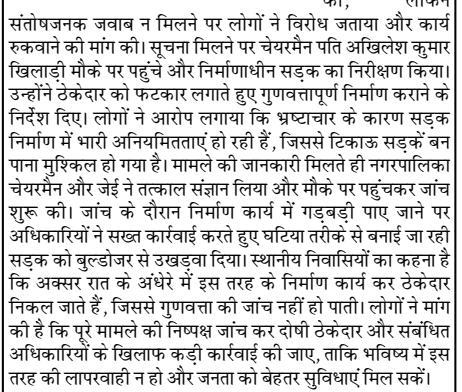 की, लेकिन
संतोषजनक जवाब न मिलने पर लोगों ने विरोध जताया और कार्य
रुकवाने की मांग की। सूचना मिलने पर चेयरमैन पति अखिलेश कुमार
खिलाड़ी मौके पर पहुंचे और निर्माणाधीन सड़क का निरीक्षण किया।
उन्होंने ठेकेदार को फटकार लगाते हुए गुणवत्तापूर्ण निर्माण कराने के
निर्देश दिए। लोगों ने आरोप लगाया कि भ्रष्टाचार के कारण सड़क
निर्माण में भारी अनियमितताएं हो रही हैं, जिससे टिकाऊ सड़कें बन
पाना मुश्किल हो गया है। मामले की जानकारी मिलते ही नगरपालिका
चेयरमैन और जेई ने तत्काल संज्ञान लिया और मौके पर पहुंचकर जांच
शुरू की। जांच के दौरान निर्माण कार्य में गड़बड़ी पाए जाने पर
अधिकारियों ने सख्त कार्रवाई करते हुए घटिया तरीके से बनाई जा रही
सड़क को बुल्डोजर से उखड़वा दिया। स्थानीय निवासियों का कहना है
कि अक्सर रात के अंधेरे में इस तरह के निर्माण कार्य कर ठेकेदार
निकल जाते हैं, जिससे गुणवत्ता की जांच नहीं हो पाती। लोगों ने मांग
की है कि पूरे मामले की निष्पक्ष जांच कर दोषी ठेकेदार और संबंधित
अधिकारियों के खिलाफ कड़ी कार्रवाई की जाए, ताकि भविष्य में इस
तरह की लापरवाही न हो और जनता को बेहतर सुविधाएं मिल सकें।